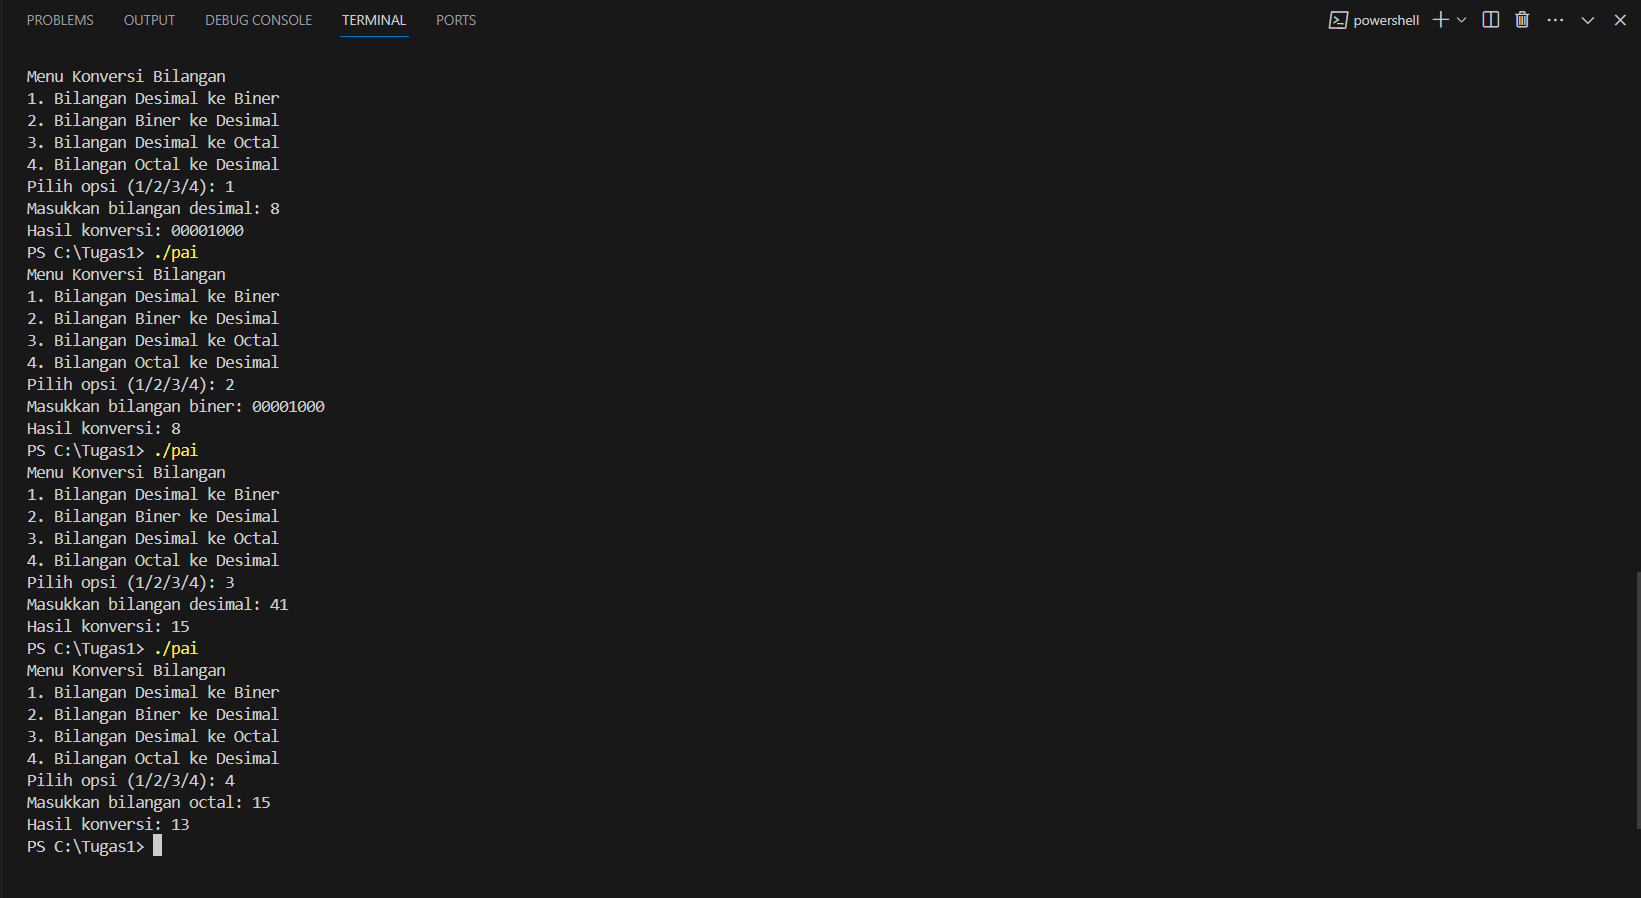 PROBLEMS OUTPUT DEBUG CONSOLE TERMINAL PORTS powershell
Menu Konversi Bilangan
1. Bilangan Desimal ke Biner
2. Bilangan Biner ke Desimal
3. Bilangan Desimal ke Octal
4. Bilangan Octal ke Desimal
Pilih opsi (1/2/3/4): 1
Masukkan bilangan desimal: 8
Hasil konversi: 00001000
PS C:\Tugas1> ./pai
Menu Konversi Bilangan
1. Bilangan Desimal ke Biner
2. Bilangan Biner ke Desimal
3. Bilangan Desimal ke Octal
4. Bilangan Octal ke Desimal
Pilih opsi (1/2/3/4): 2
Masukkan bilangan biner: 00001000
Hasil konversi: 8
PS C:\Tugas1> ./pai
Menu Konversi Bilangan
1. Bilangan Desimal ke Biner
2. Bilangan Biner ke Desimal
3. Bilangan Desimal ke Octal
4. Bilangan Octal ke Desimal
Pilih opsi (1/2/3/4): 3
Masukkan bilangan desimal: 41
Hasil konversi: 15
PS C:\Tugas1> ./pai
Menu Konversi Bilangan
1. Bilangan Desimal ke Biner
2. Bilangan Biner ke Desimal
3. Bilangan Desimal ke Octal
4. Bilangan Octal ke Desimal
Pilih opsi (1/2/3/4): 4
Masukkan bilangan octal: 15
Hasil konversi: 13
PS C:\Tugas1>